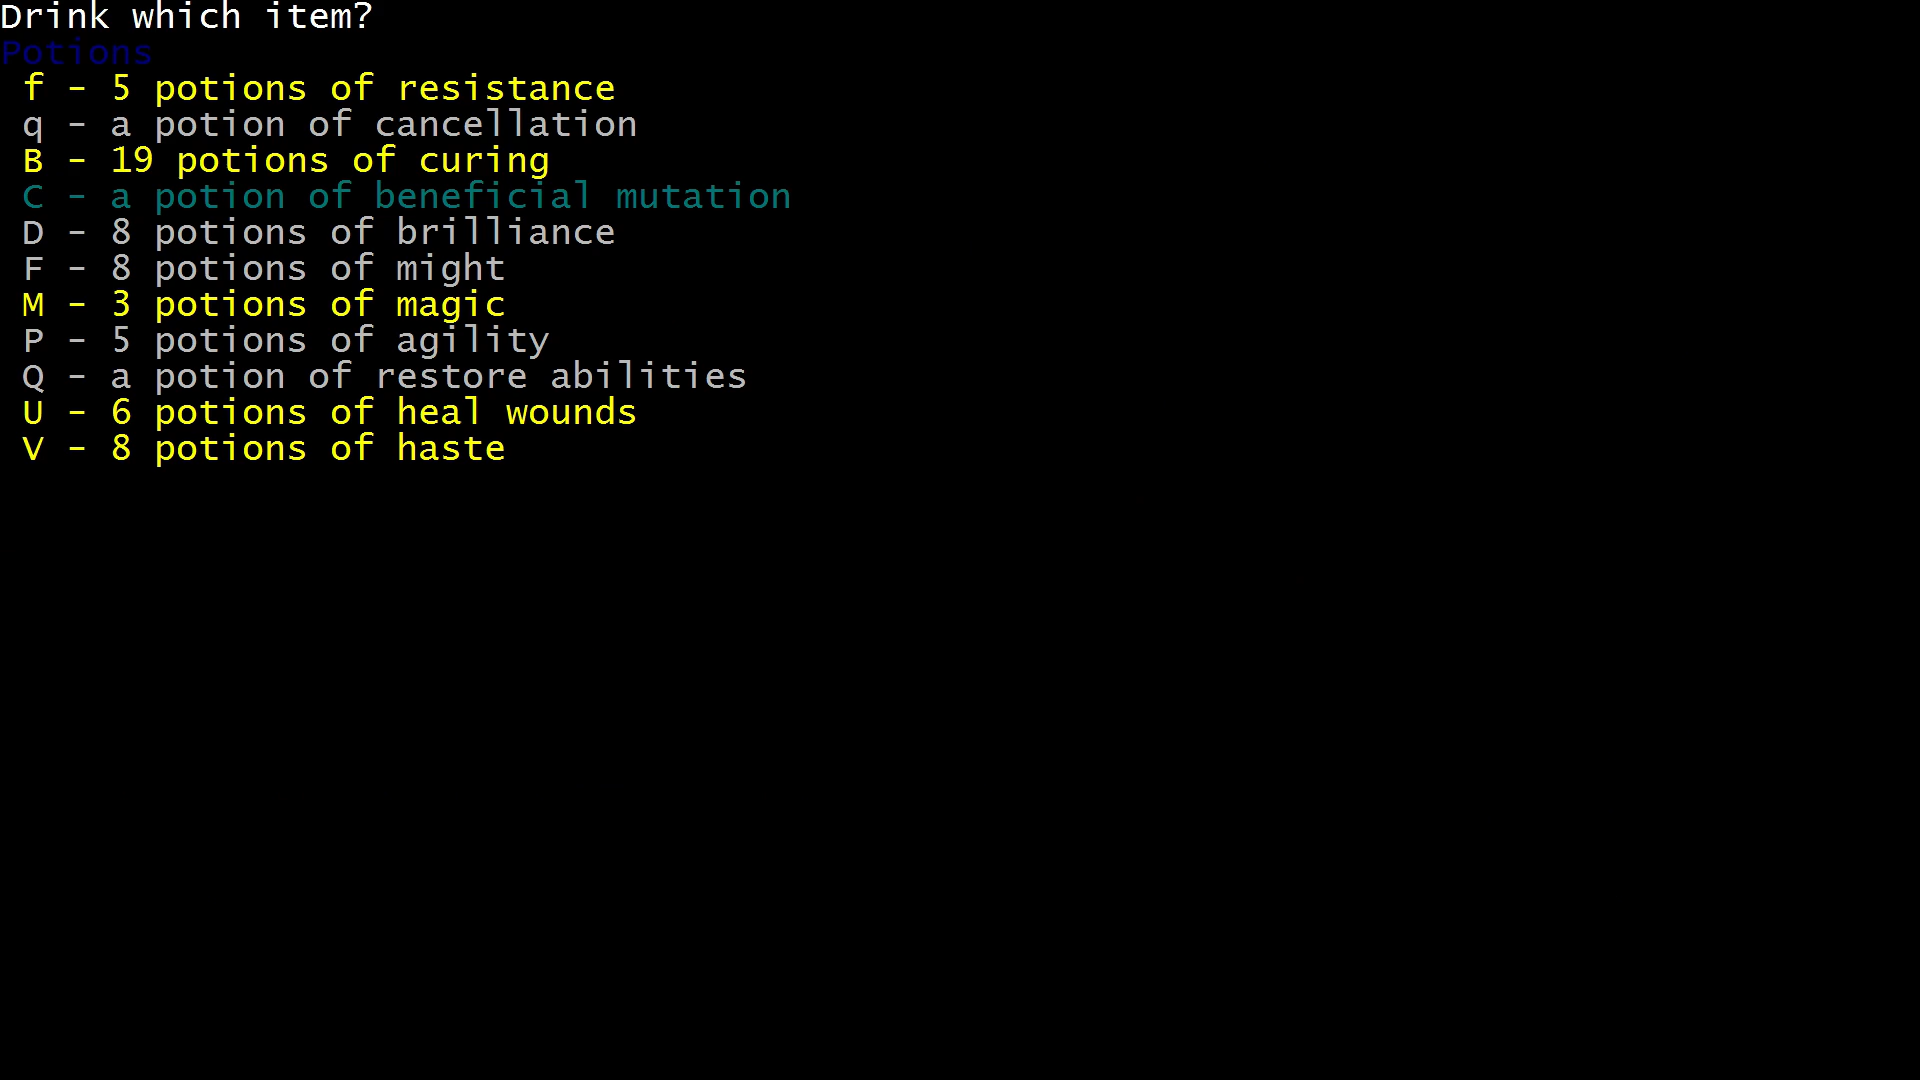 Drink which item?
Potions
f - 5 potions of resistance
q - a potion of cancellation
B - 19 potions of curing
C - a potion of beneficial mutation
D - 8 potions of brilliance
F - 8 potions of might
M - 3 potions of magic
P - 5 potions of agility
Q - a potion of restore abilities
U - 6 potions of heal wounds
V - 8 potions of haste